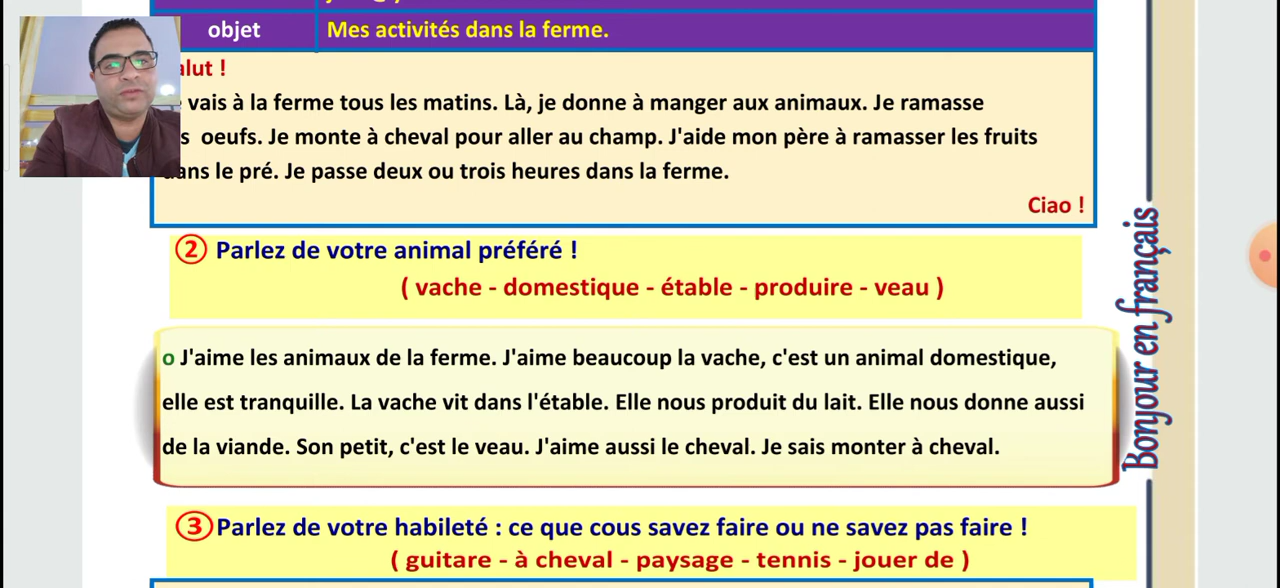 objet
Mes activités dans la ferme.
alut !
vais à la ferme tous les matins. Là, je donne à manger aux animaux. Je ramasse
s oeufs. Je monte à cheval pour aller au champ. J'aide mon père à ramasser les fruits
ans le pré. Je passe deux ou trois heures dans la ferme.
Ciao !
② Parlez de votre animal préféré !
( vache - domestique - étable - produire - veau )
o J'aime les animaux de la ferme. J'aime beaucoup la vache, c'est un animal domestique,
elle est tranquille. La vache vit dans l'étable. Elle nous produit du lait. Elle nous donne aussi
de la viande. Son petit, c'est le veau. J'aime aussi le cheval. Je sais monter à cheval.
③ Parlez de votre habileté : ce que cous savez faire ou ne savez pas faire !
( guitare - à cheval - paysage - tennis - jouer de )
Bonjour en français